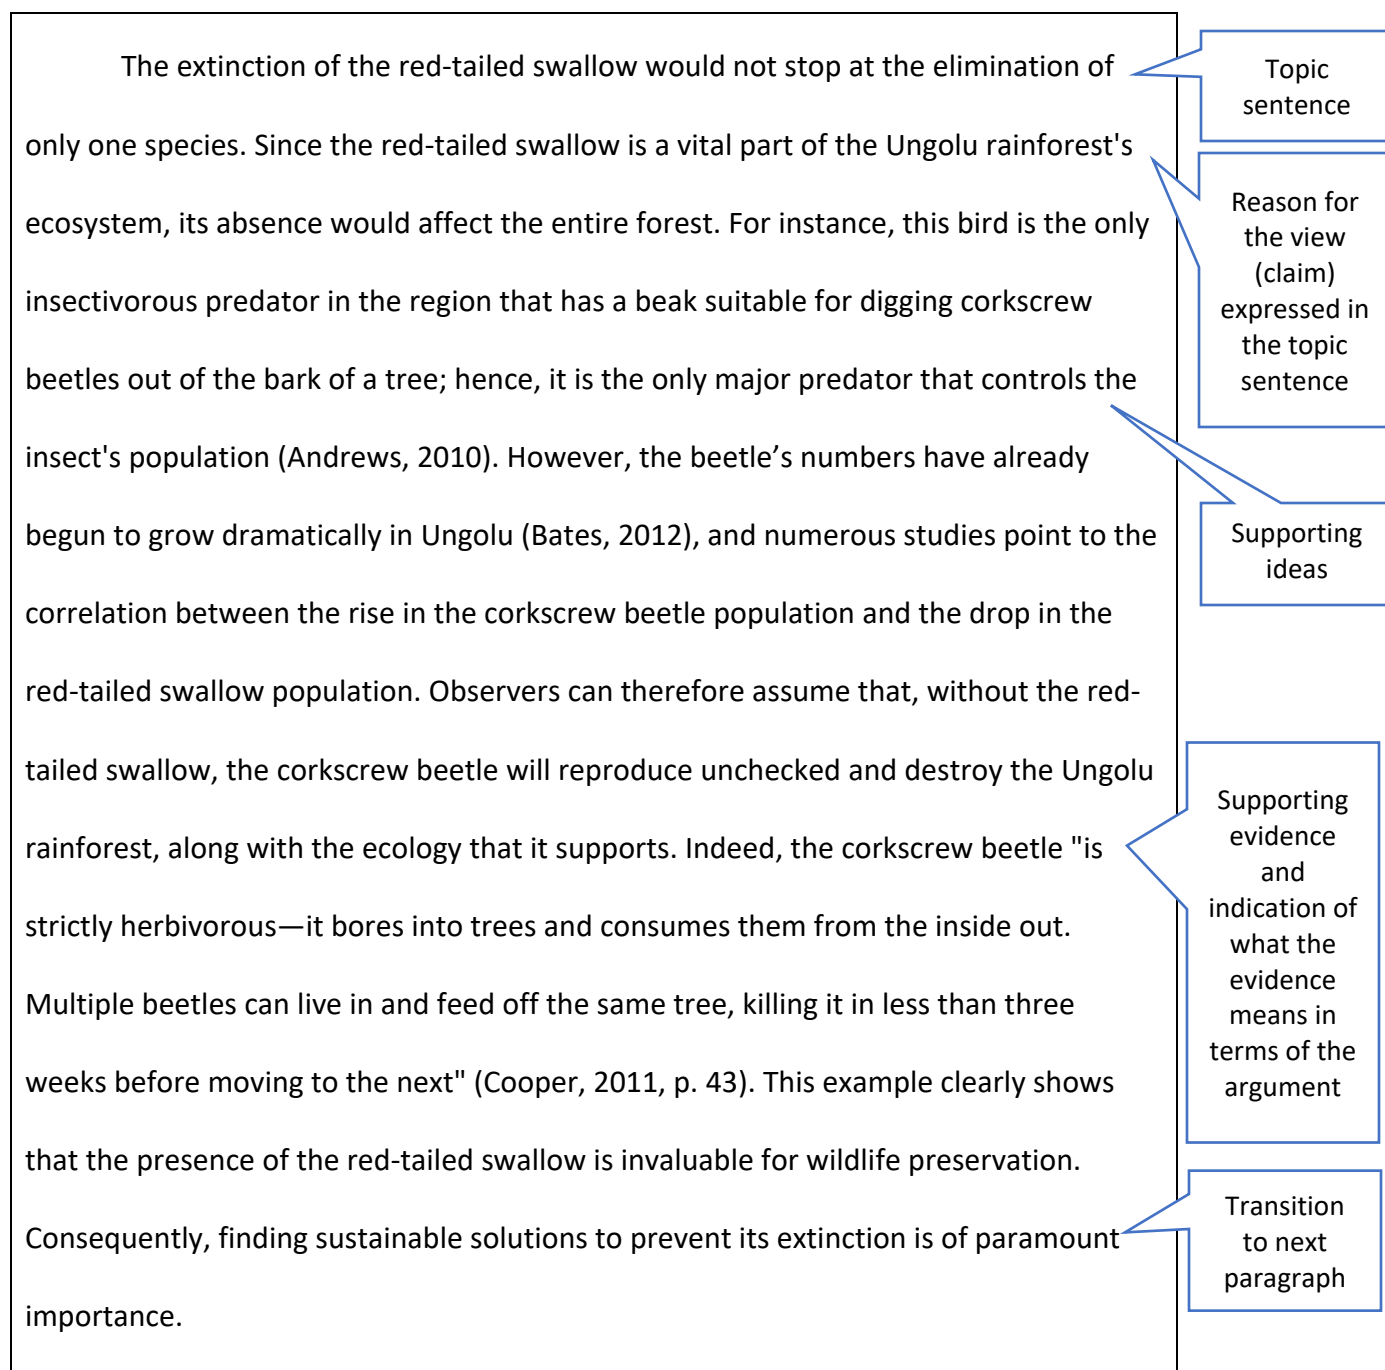 The extinction of the red-tailed swallow would not stop at the elimination of
only one species. Since the red-tailed swallow is a vital part of the Ungolu rainforest's
ecosystem, its absence would affect the entire forest. For instance, this bird is the only
insectivorous predator in the region that has a beak suitable for digging corkscrew
beetles out of the bark of a tree; hence, it is the only major predator that controls the
insect's population (Andrews, 2010). However, the beetle’s numbers have already
begun to grow dramatically in Ungolu (Bates, 2012), and numerous studies point to the
correlation between the rise in the corkscrew beetle population and the drop in the
red-tailed swallow population. Observers can therefore assume that, without the red-
tailed swallow, the corkscrew beetle will reproduce unchecked and destroy the Ungolu
rainforest, along with the ecology that it supports. Indeed, the corkscrew beetle "is
strictly herbivorous—it bores into trees and consumes them from the inside out.
Multiple beetles can live in and feed off the same tree, killing it in less than three
weeks before moving to the next" (Cooper, 2011, p. 43). This example clearly shows
that the presence of the red-tailed swallow is invaluable for wildlife preservation.
Consequently, finding sustainable solutions to prevent its extinction is of paramount
importance.
Topic
sentence
Reason for
the view
(claim)
expressed in
the topic
sentence
Supporting
ideas
Supporting
evidence
and
indication of
what the
evidence
means in
terms of the
argument
Transition
to next
paragraph